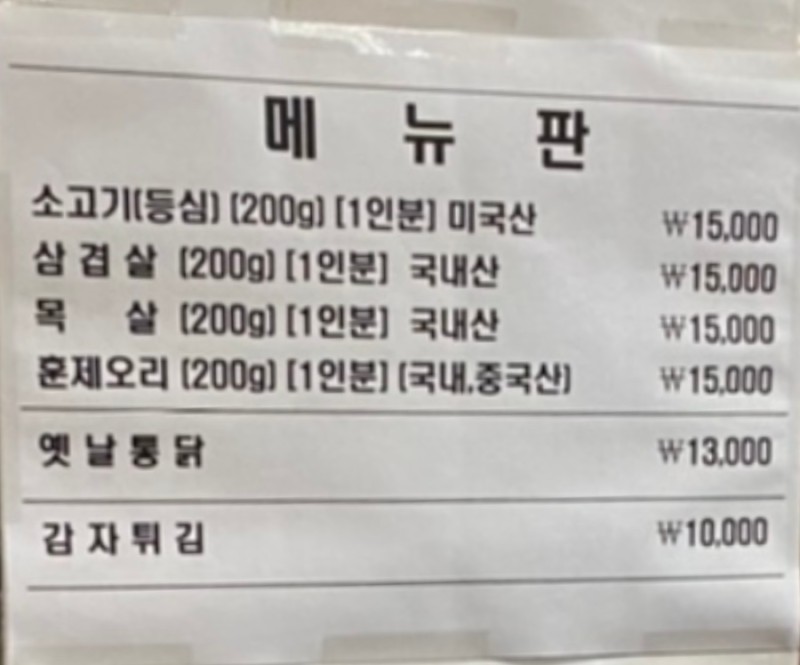 메 뉴 판
소고기(등심) (200g) [1인분] 미국산 ₩15,000
삼 겹 살 (200g) [1인분] 국내산 ₩15,000
목 살 (200g) [1인분] 국내산 ₩15,000
훈제오리 (200g) [1인분] (국내,중국산) ₩15,000
옛 날 통 닭 ₩13,000
감 자 튀 김 ₩10,000